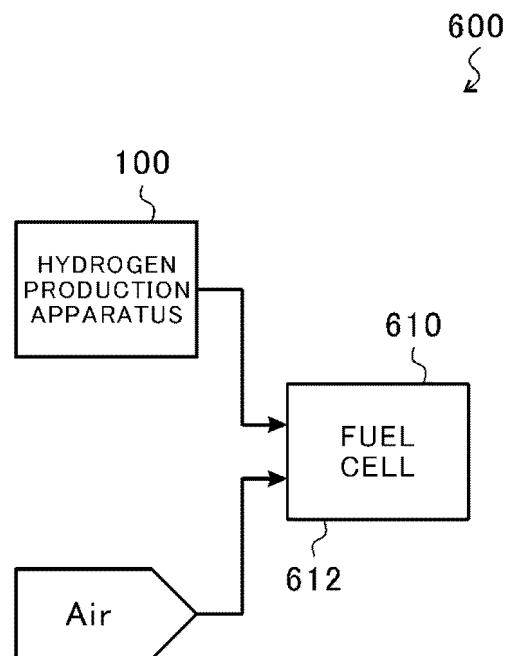 600
100
HYDROGEN
PRODUCTION
APPARATUS
610
FUEL
CELL
612
Air